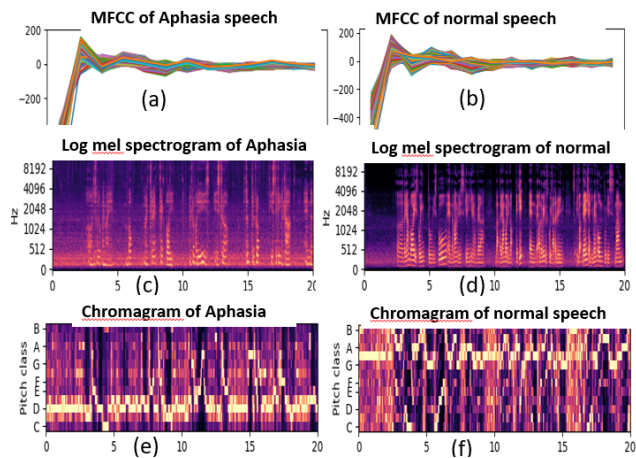 MFCC of Aphasia speech
MFCC of normal speech
200
0
−200
(a)
200
0
−200
−400
(b)
Log mel spectrogram of Aphasia
Log mel spectrogram of normal
Hz
8192
4096
2048
1024
512
0
0 5 10 15 20
(c)
Hz
8192
4096
2048
1024
512
0
0 5 10 15 20
(d)
Chromagram of Aphasia
Chromagram of normal speech
Pitch class
B
A
G
E
E
D
C
0 5 10 15 20
(e)
Pitch class
B
A
G
E
E
D
C
0 5 10 15 20
(f)